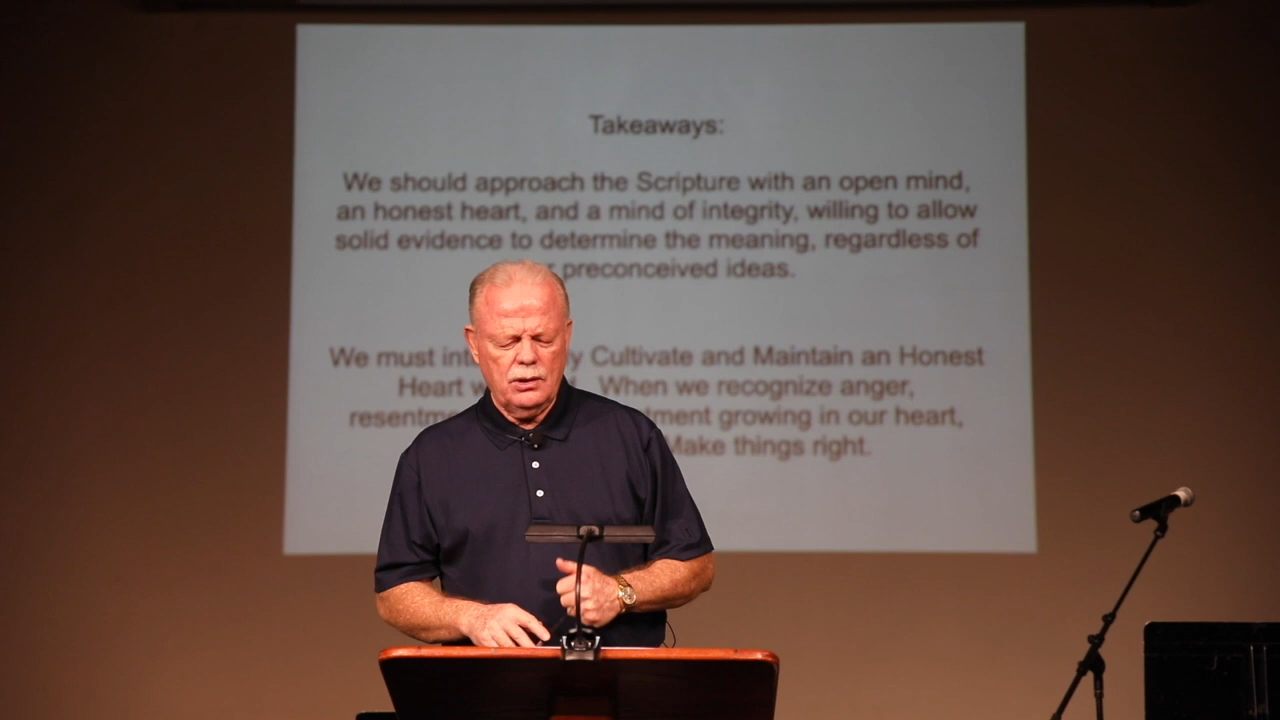 Takeaways:
We should approach the Scripture with an open mind,
an honest heart, and a mind of integrity, willing to allow
solid evidence to determine the meaning, regardless of
preconceived ideas.
We must Cultivate and Maintain an Honest
Heart When we recognize anger,
growing in our heart,
Make things right.